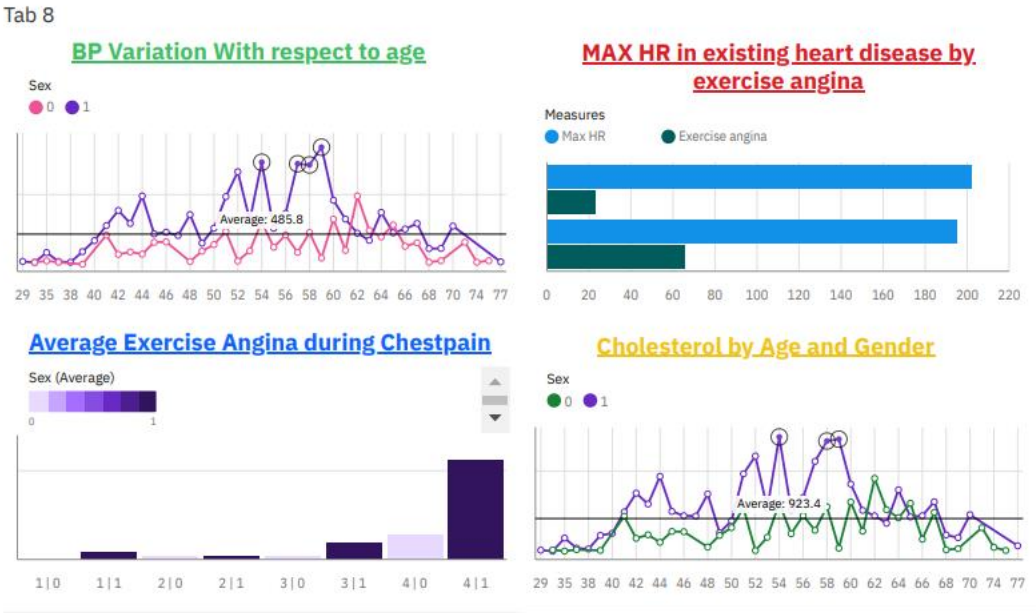 Tab 8
BP Variation With respect to age
Sex
0 1
Average: 485.8
29 35 38 40 42 44 46 48 50 52 54 56 58 60 62 64 66 68 70 74 77
MAX HR in existing heart disease by
exercise angina
Measures
Max HR Exercise angina
0 20 40 60 80 100 120 140 160 180 200 220
Average Exercise Angina during Chestpain
Sex (Average)
0 1
1|0 1|1 2|0 2|1 3|0 3|1 4|0 4|1
Cholesterol by Age and Gender
Sex
0 1
Average: 923.4
29 35 38 40 42 44 46 48 50 52 54 56 58 60 62 64 66 68 70 74 77